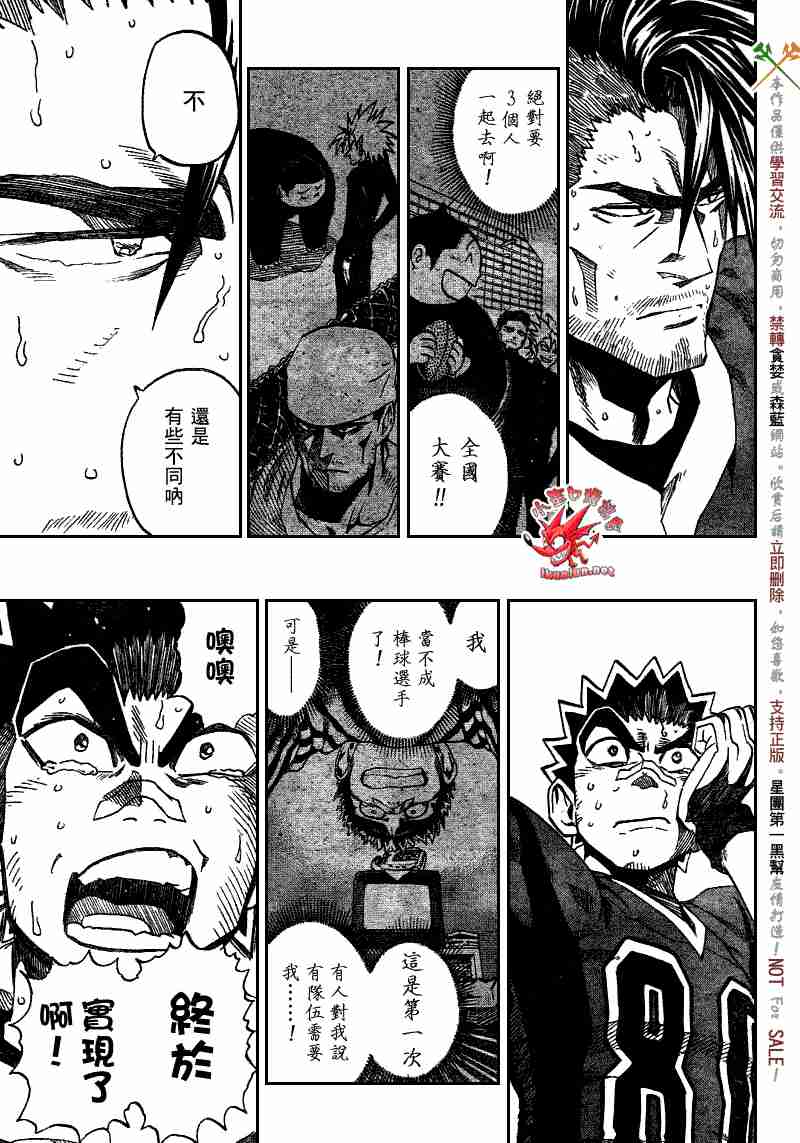 絕對要
3個人
一起去啊！
全國
大賽!!
不
還是
有些不同吶
我
當不成
棒球選手
了！
可是——
這是第一次
有人對我說
有隊伍需要
我……！
噢噢
終於
實現了
啊！
本作品僅供學習交流，切勿商用，禁轉貪婪或森藍網站。欣賞后請立即刪除，如您喜歡，支持正版。星團第一黑幫友情打造！NOT For SALE！